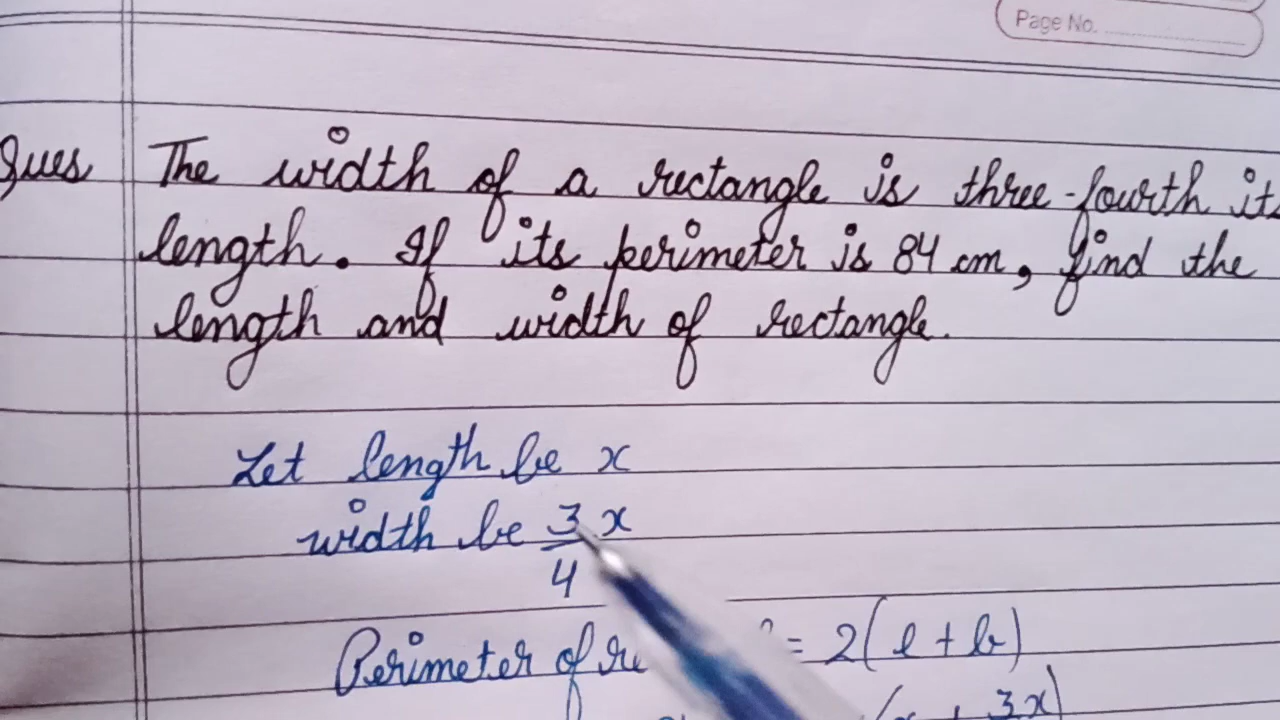 Page No.
Ques The width of a rectangle is three-fourth its
length. If its perimeter is 84 cm, find the
length and width of rectangle.
Let length be x
width be 3/4 x
Perimeter of = 2(l + b)
(x + 3x)